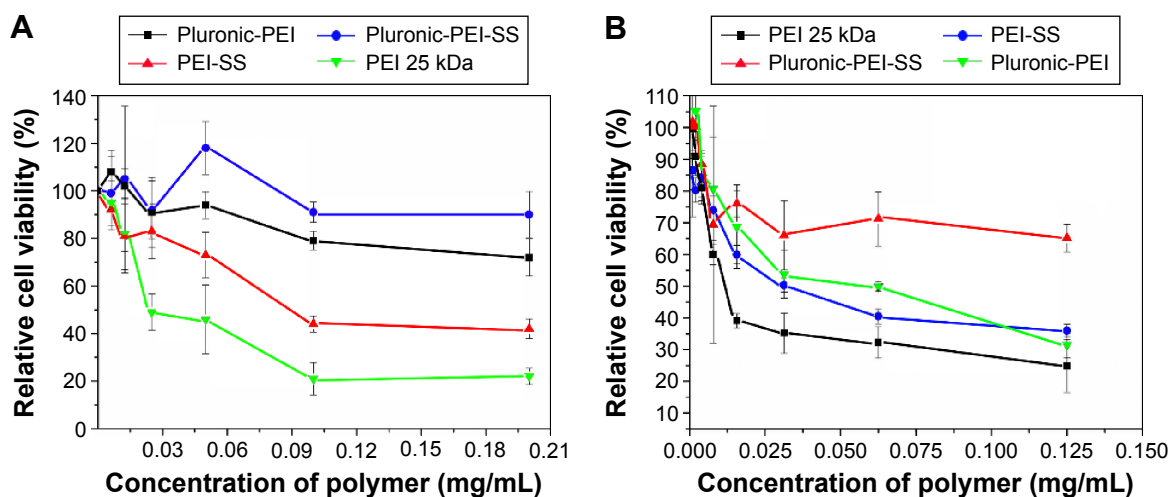 A
Pluronic-PEI
Pluronic-PEI-SS
PEI-SS
PEI 25 kDa
Relative cell viability (%)
140
120
100
80
60
40
20
0
0.03
0.06
0.09
0.12
0.15
0.18
0.21
Concentration of polymer (mg/mL)
B
PEI 25 kDa
PEI-SS
Pluronic-PEI-SS
Pluronic-PEI
Relative cell viability (%)
110
100
90
80
70
60
50
40
30
20
10
0.000
0.025
0.050
0.075
0.100
0.125
0.150
Concentration of polymer (mg/mL)